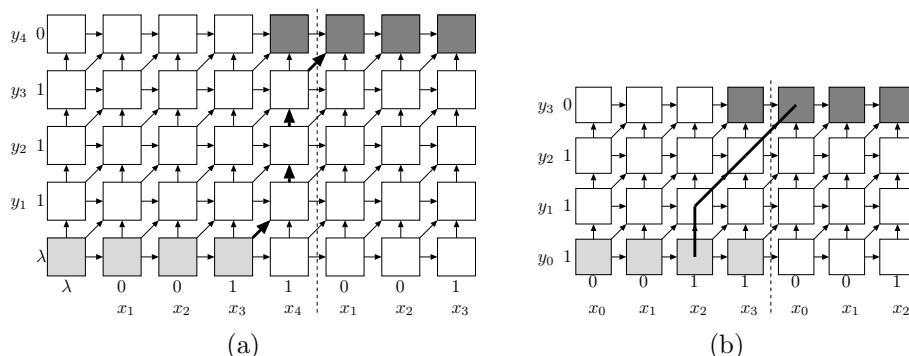 y4 0
y3 1
y2 1
y1 1
λ
λ 0 0 1 1 0 0 1
x1 x2 x3 x4 x1 x2 x3
(a)
y3 0
y2 1
y1 1
y0 1
0 0 1 1 0 0 1
x0 x1 x2 x3 x0 x1 x2
(b)